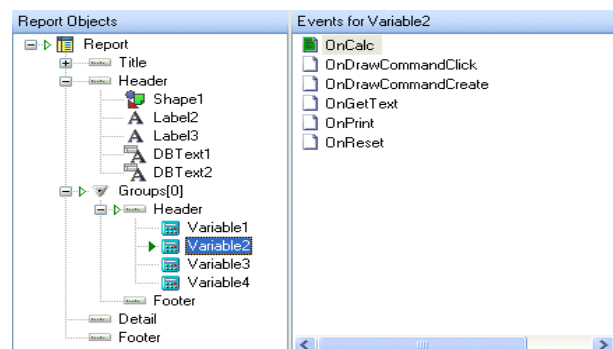 Report Objects
Report
Title
Header
Shape1
Label2
Label3
DBText1
DBText2
Groups[0]
Header
Variable1
Variable2
Variable3
Variable4
Footer
Detail
Footer
Events for Variable2
OnCalc
OnDrawCommandClick
OnDrawCommandCreate
OnGetText
OnPrint
OnReset